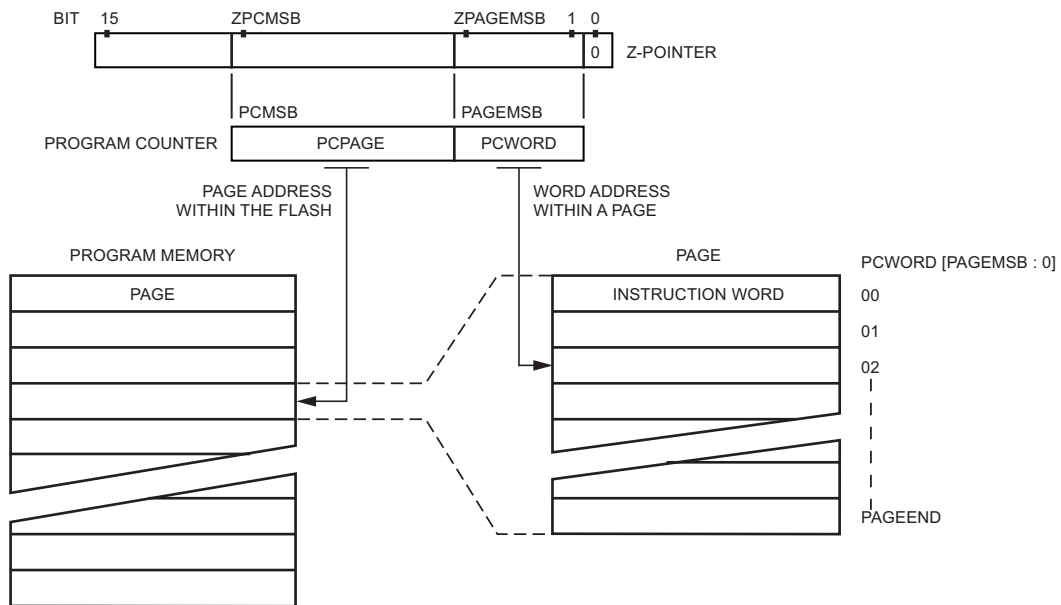 BIT 15 ZPCMSB ZPAGEMSB 1 0
0 Z-POINTER
PCMSB PAGEMSB
PROGRAM COUNTER PCPAGE PCWORD
PAGE ADDRESS
WITHIN THE FLASH
WORD ADDRESS
WITHIN A PAGE
PROGRAM MEMORY PAGE PCWORD [PAGEMSB : 0]
PAGE INSTRUCTION WORD 00
01
02
PAGEEND